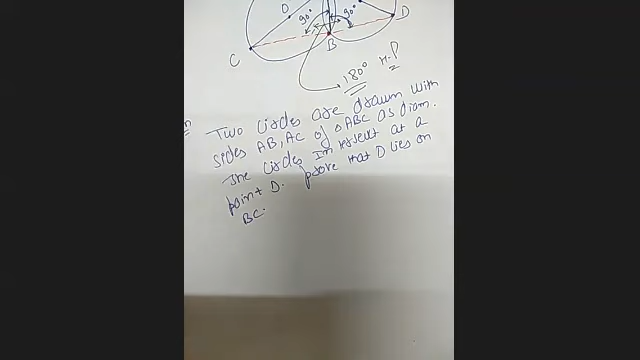 O
90°
90°
D
C
B
180° H.P
Two circles are drawn with
sides AB, AC of △ABC as diam.
The circles Intersect at a
point D. prove that D lies on
BC.